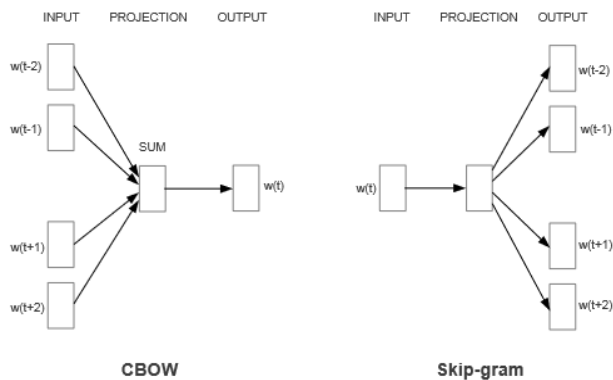 INPUT PROJECTION OUTPUT
w(t-2)
w(t-1)
SUM
w(t)
w(t+1)
w(t+2)
CBOW
INPUT PROJECTION OUTPUT
w(t-2)
w(t-1)
w(t)
w(t+1)
w(t+2)
Skip-gram